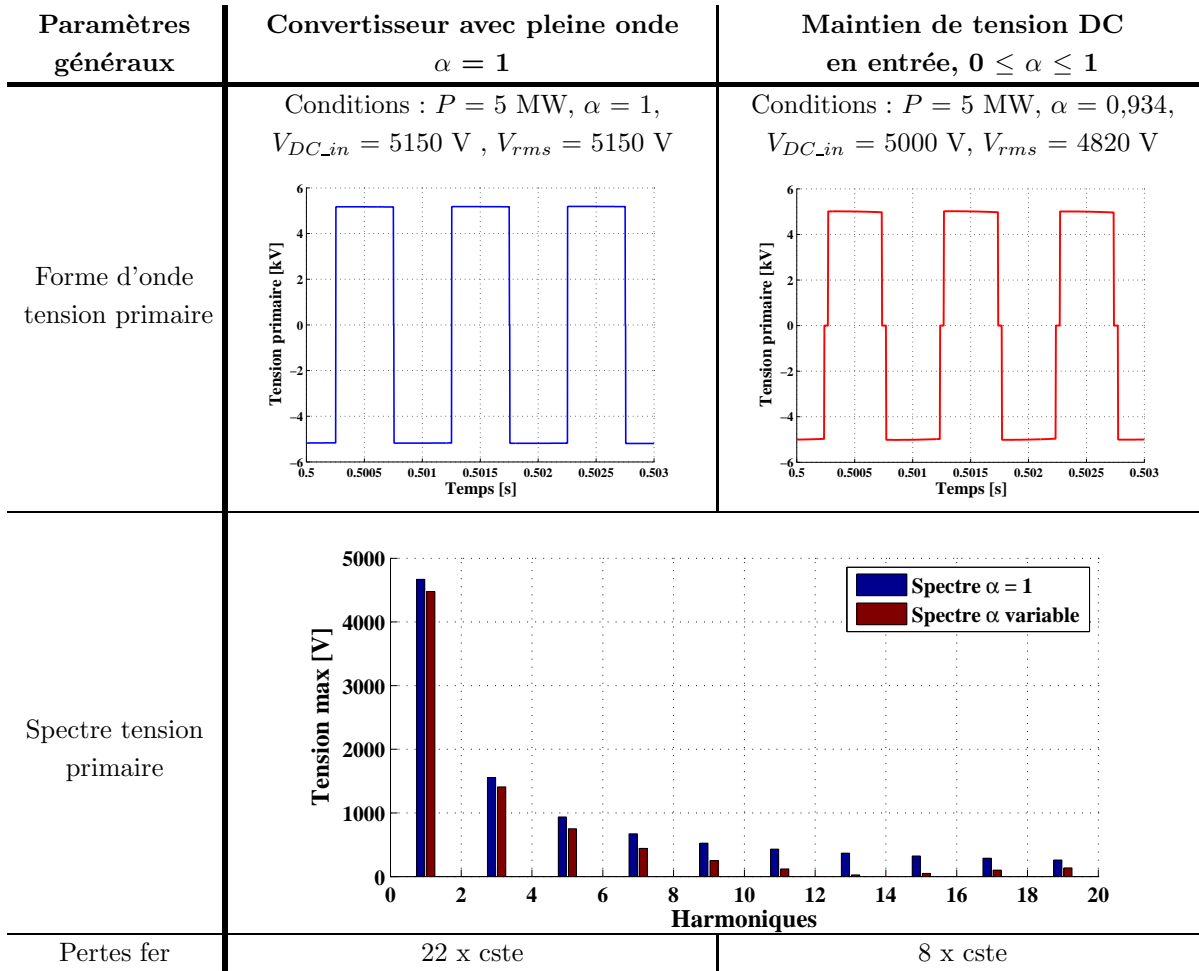 Paramètres généraux
Convertisseur avec pleine onde
α = 1
Maintien de tension DC
en entrée, 0 ≤ α ≤ 1
Forme d'onde
tension primaire
Conditions : P = 5 MW, α = 1,
V_DC_in = 5150 V , V_rms = 5150 V
6
4
2
0
−2
−4
−6
Tension primaire [kV]
0.5 0.5005 0.501 0.5015 0.502 0.5025 0.503
Temps [s]
Conditions : P = 5 MW, α = 0,934,
V_DC_in = 5000 V, V_rms = 4820 V
6
4
2
0
−2
−4
−6
Tension primaire [kV]
0.5 0.5005 0.501 0.5015 0.502 0.5025 0.503
Temps [s]
Spectre tension
primaire
5000
4000
3000
2000
1000
0
Tension max [V]
Spectre α = 1
Spectre α variable
0 2 4 6 8 10 12 14 16 18 20
Harmoniques
Pertes fer
22 x cste
8 x cste